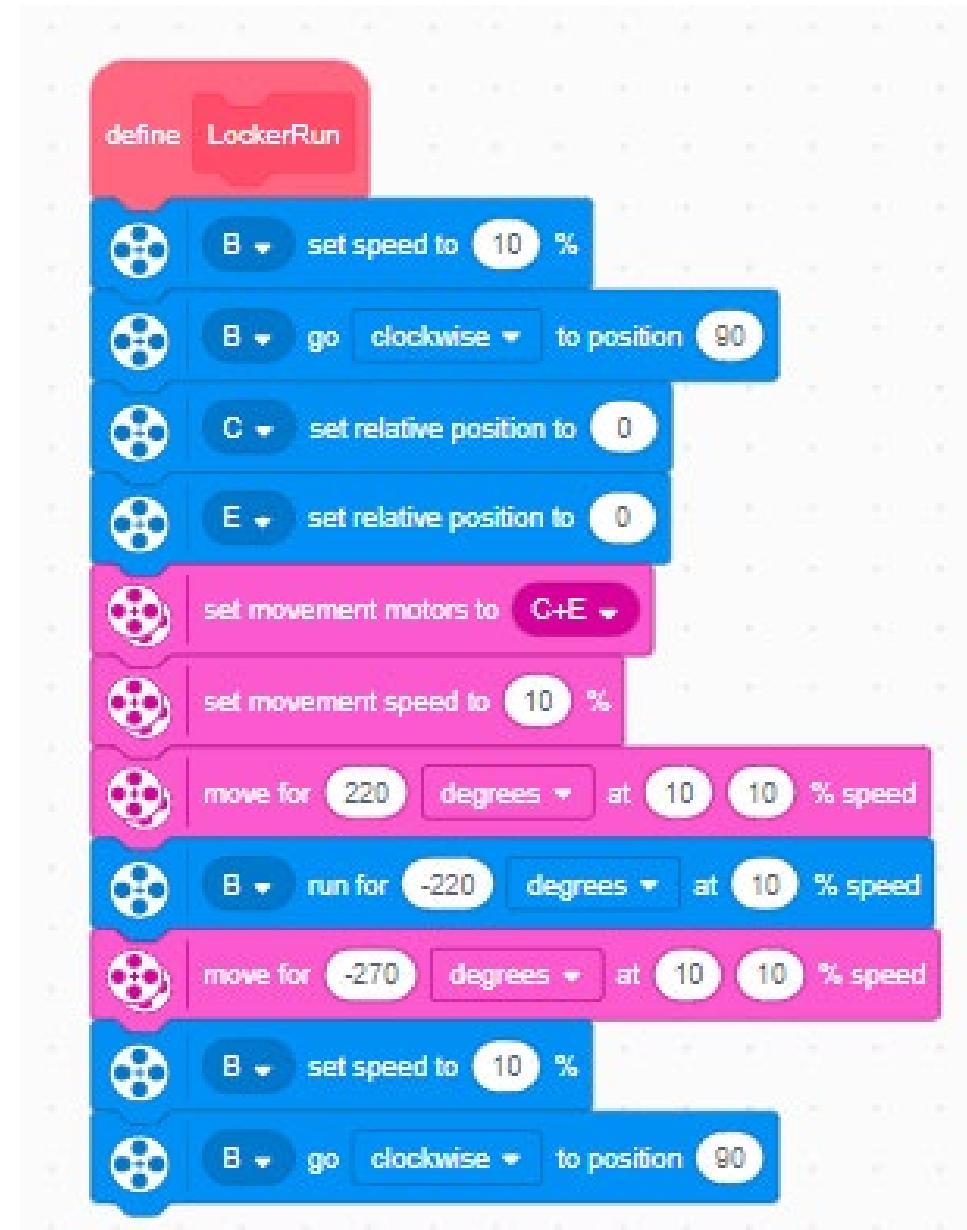 define LockerRun
B set speed to 10 %
B go clockwise to position 90
C set relative position to 0
E set relative position to 0
set movement motors to C+E
set movement speed to 10 %
move for 220 degrees at 10 10 % speed
B run for -220 degrees at 10 % speed
move for -270 degrees at 10 10 % speed
B set speed to 10 %
B go clockwise to position 90